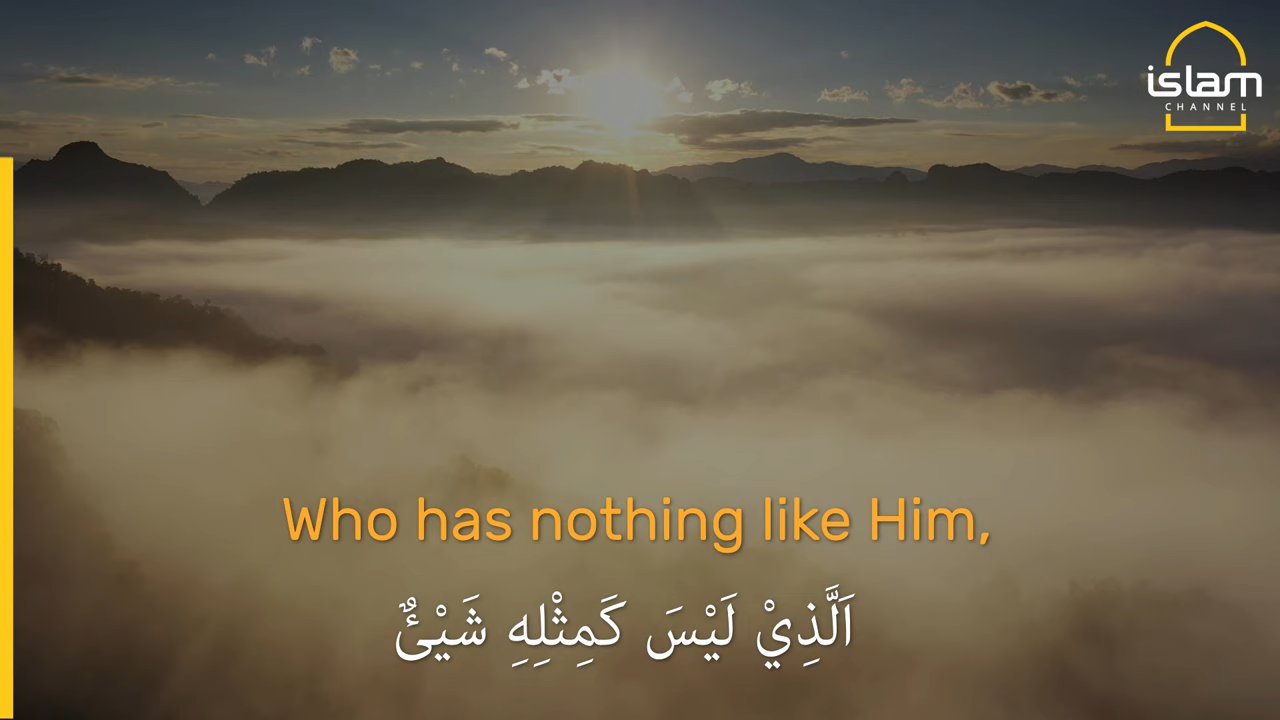 islam
CHANNEL
Who has nothing like Him,
اَلَّذِيْ لَيْسَ كَمِثْلِهِ شَيْئٌ